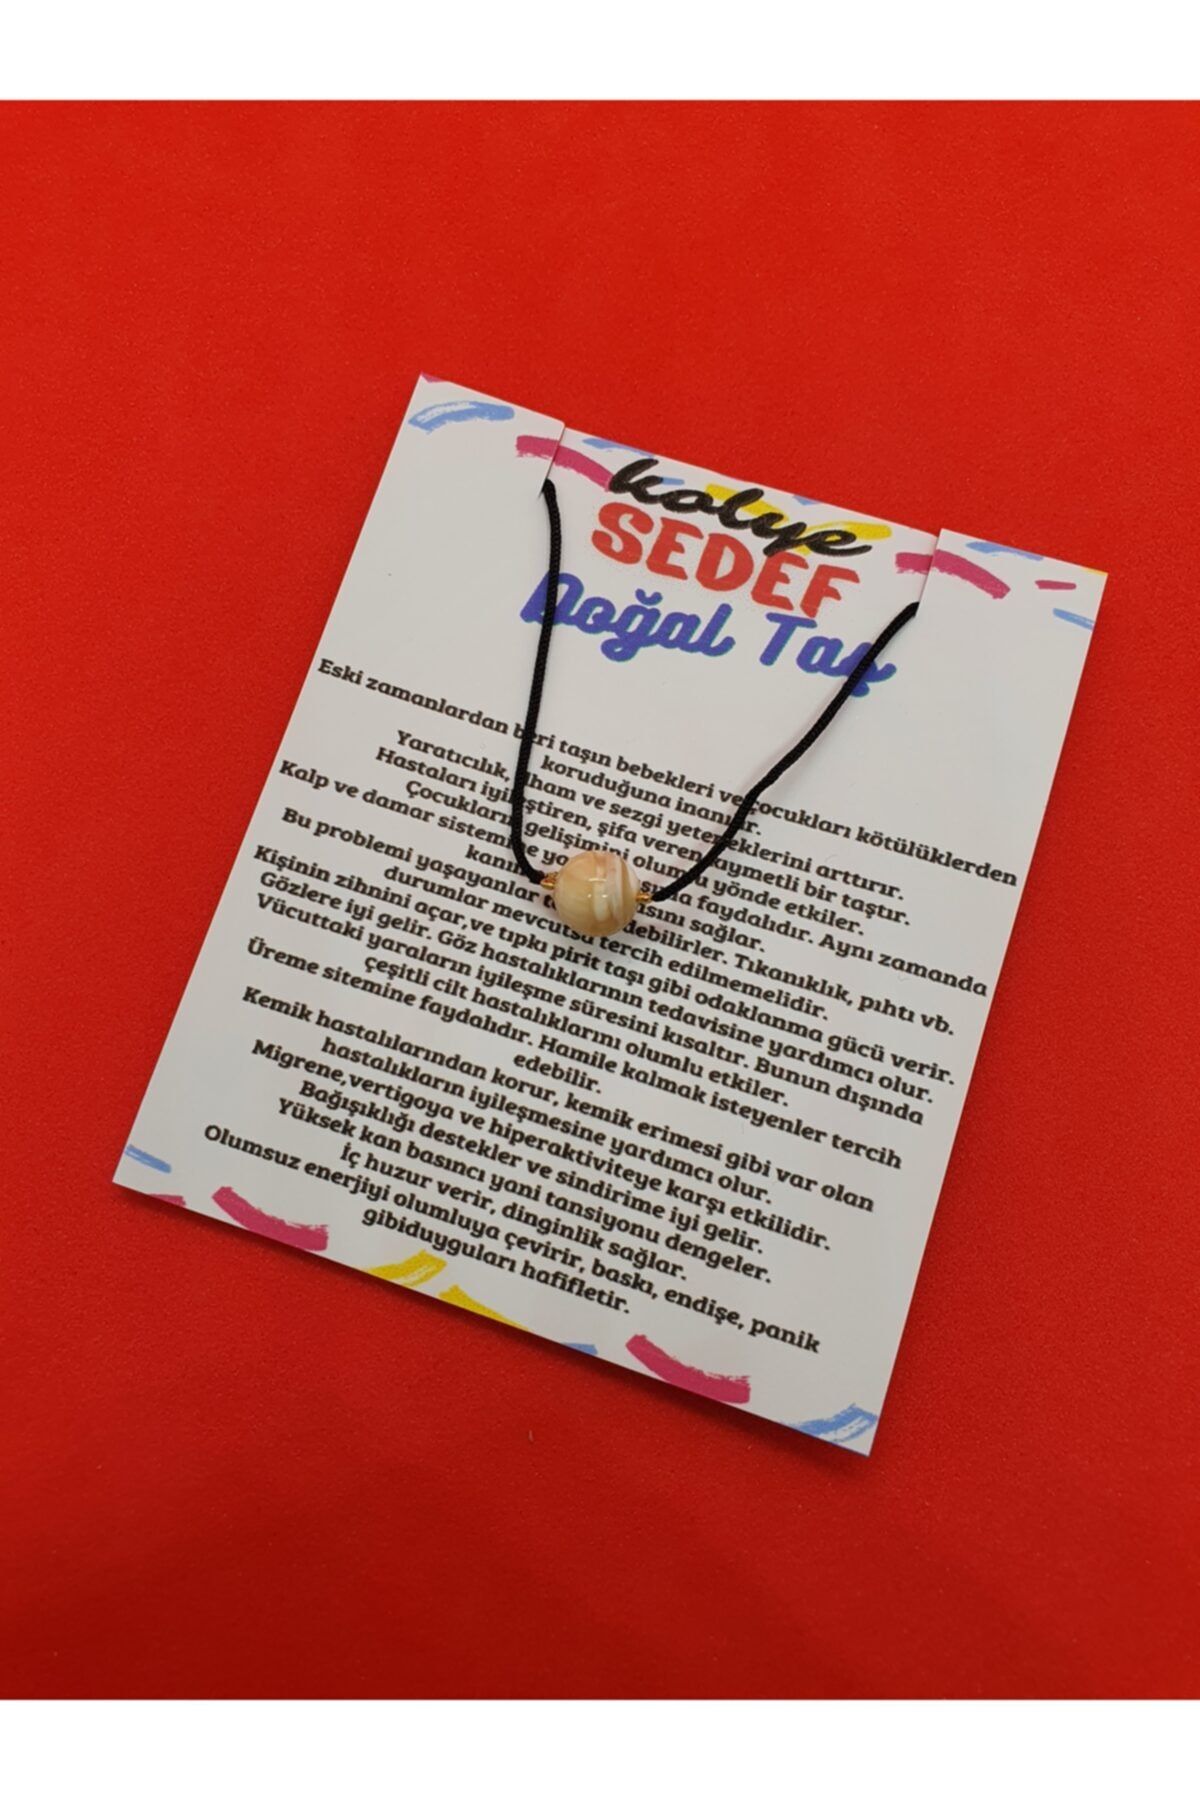 kolye
SEDEF
Doğal Taş
Eski zamanlardan beri taşın bebekleri ve çocukları kötülüklerden
koruduğuna inanılır.
Yaratıcılık, ilham ve sezgi yeteneklerini arttırır.
Hastaları iyileştiren, şifa veren kıymetli bir taştır.
Çocukların gelişimini olumlu yönde etkiler.
Kalp ve damar sistemine faydalıdır. Aynı zamanda
kanın sağlar.
Bu problemi yaşayanlar debilirler. Tıkanıklık, pıhtı vb.
durumlar mevcutsa tercih edilmemelidir.
Kişinin zihnini açar,ve tıpkı pirit taşı gibi odaklanma gücü verir.
Gözlere iyi gelir. Göz hastalıklarının tedavisine yardımcı olur.
Vücuttaki yaraların iyileşme süresini kısaltır. Bunun dışında
çeşitli cilt hastalıklarını olumlu etkiler.
Üreme sitemine faydalıdır. Hamile kalmak isteyenler tercih
edebilir.
Kemik hastalılarından korur, kemik erimesi gibi var olan
hastalıkların iyileşmesine yardımcı olur.
Migrene,vertigoya ve hiperaktiviteye karşı etkilidir.
Bağışıklığı destekler ve sindirime iyi gelir.
Yüksek kan basıncı yani tansiyonu dengeler.
İç huzur verir, dinginlik sağlar.
Olumsuz enerjiyi olumluya çevirir, baskı, endişe, panik
gibiduyguları hafifletir.